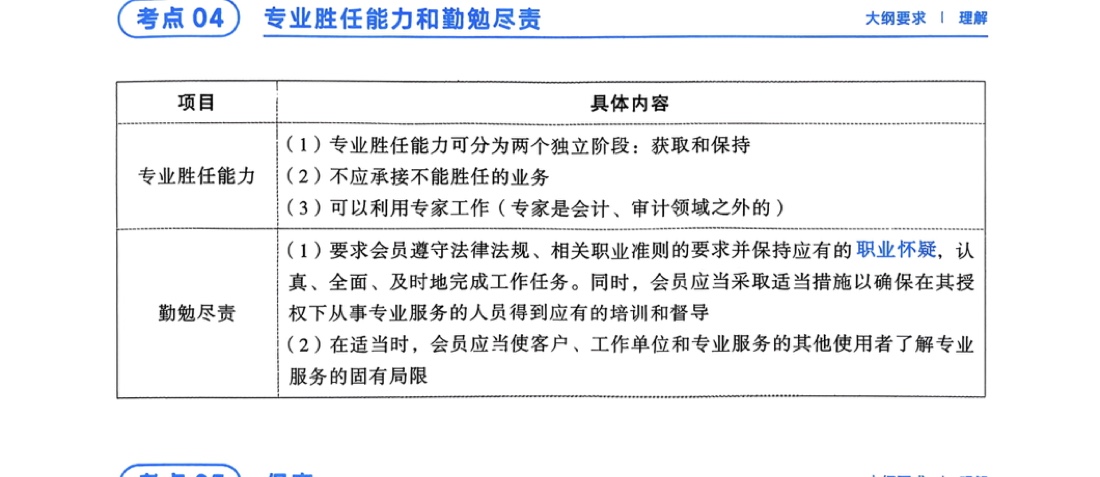 考点 04 专业胜任能力和勤勉尽责 大纲要求 | 理解
项目 具体内容
专业胜任能力
（1）专业胜任能力可分为两个独立阶段：获取和保持
（2）不应承接不能胜任的业务
（3）可以利用专家工作（专家是会计、审计领域之外的）
勤勉尽责
（1）要求会员遵守法律法规、相关职业准则的要求并保持应有的职业怀疑，认
真、全面、及时地完成工作任务。同时，会员应当采取适当措施以确保在其授
权下从事专业服务的人员得到应有的培训和督导
（2）在适当时，会员应当使客户、工作单位和专业服务的其他使用者了解专业
服务的固有局限